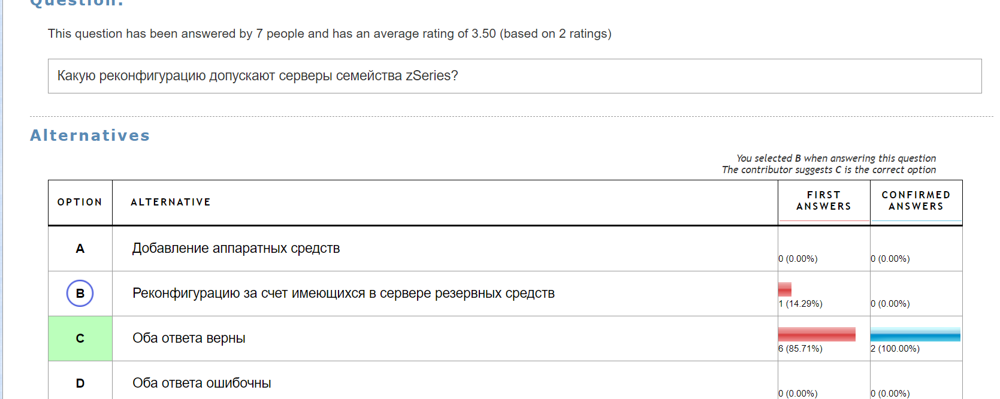 Question:
This question has been answered by 7 people and has an average rating of 3.50 (based on 2 ratings)
Какую реконфигурацию допускают серверы семейства zSeries?
Alternatives
You selected B when answering this question
The contributor suggests C is the correct option
OPTION ALTERNATIVE FIRST ANSWERS CONFIRMED ANSWERS
A Добавление аппаратных средств 0 (0.00%) 0 (0.00%)
B Реконфигурацию за счет имеющихся в сервере резервных средств 1 (14.29%) 0 (0.00%)
C Оба ответа верны 6 (85.71%) 2 (100.00%)
D Оба ответа ошибочны 0 (0.00%) 0 (0.00%)